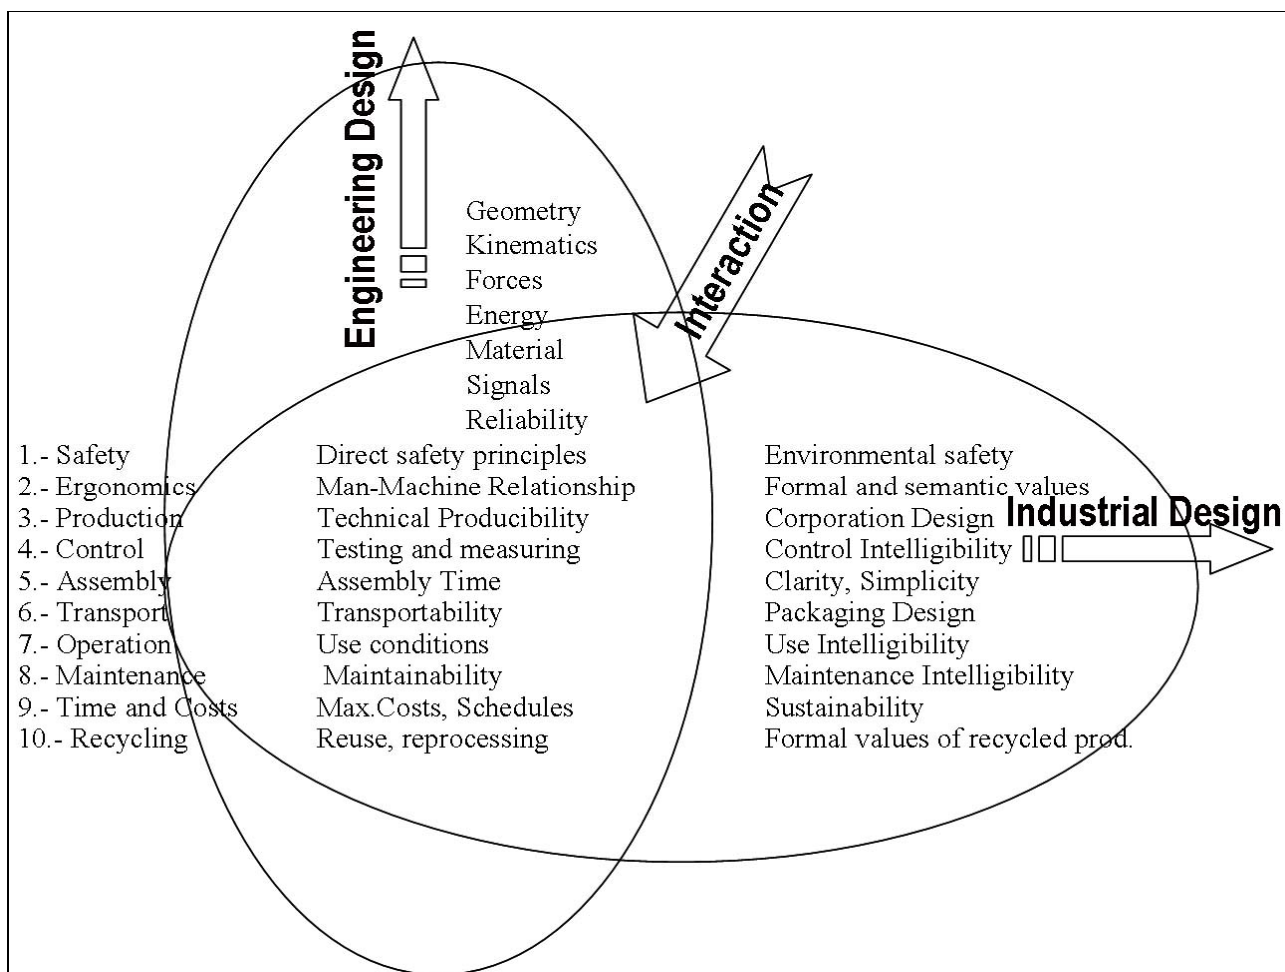 Engineering Design
Interaction
Geometry
Kinematics
Forces
Energy
Material
Signals
Reliability
1.- Safety Direct safety principles Environmental safety
2.- Ergonomics Man-Machine Relationship Formal and semantic values
3.- Production Technical Producibility Corporation Design
Industrial Design
4.- Control Testing and measuring Control Intelligibility
5.- Assembly Assembly Time Clarity, Simplicity
6.- Transport Transportability Packaging Design
7.- Operation Use conditions Use Intelligibility
8.- Maintenance Maintainability Maintenance Intelligibility
9.- Time and Costs Max.Costs, Schedules Sustainability
10.- Recycling Reuse, reprocessing Formal values of recycled prod.